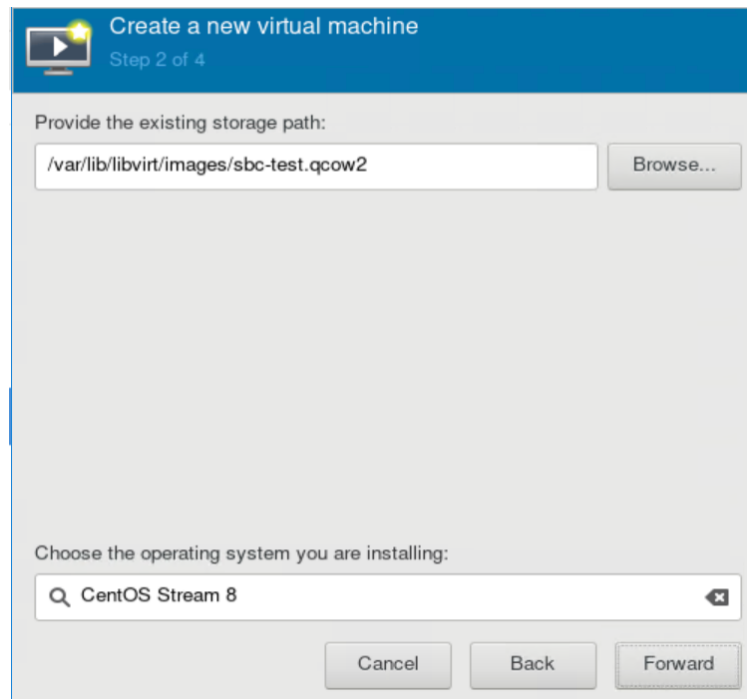 Create a new virtual machine
Step 2 of 4
Provide the existing storage path:
/var/lib/libvirt/images/sbc-test.qcow2
Browse...
Choose the operating system you are installing:
CentOS Stream 8
Cancel
Back
Forward